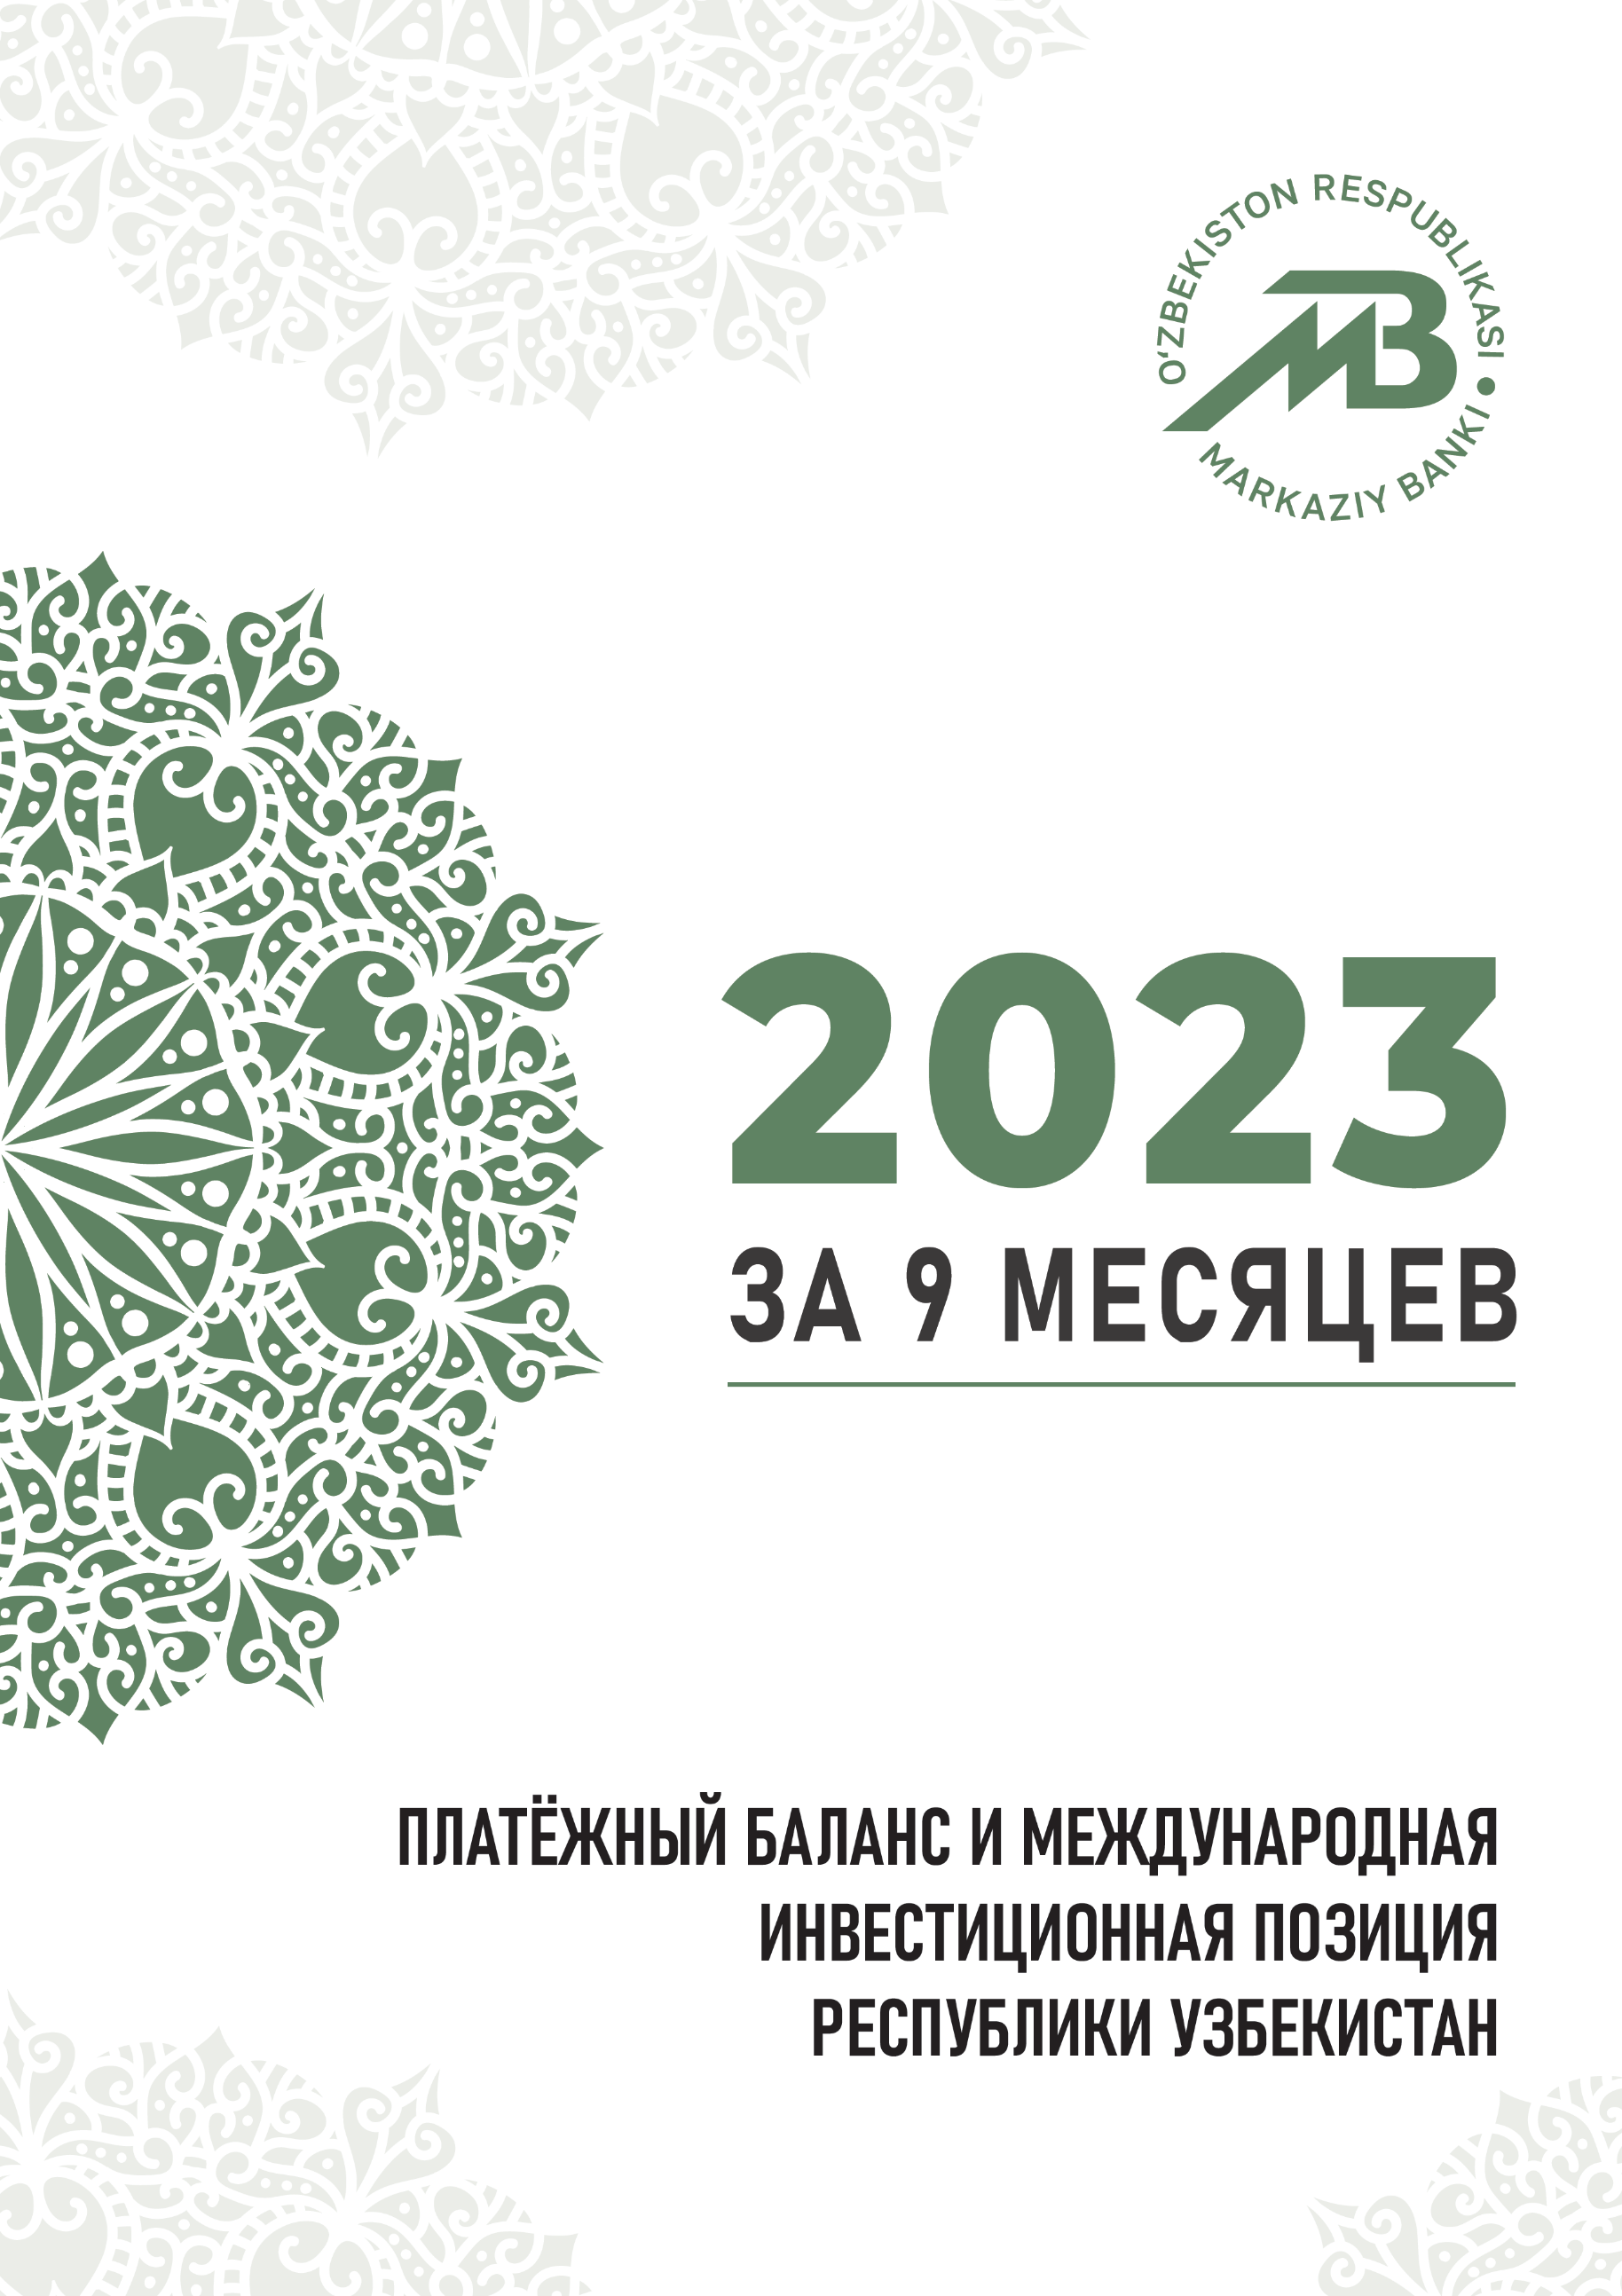 O‘ZBEKISTON RESPUBLIKASI •
MARKAZIY BANKI
2023
ЗА 9 МЕСЯЦЕВ
ПЛАТЁЖНЫЙ БАЛАНС И МЕЖДУНАРОДНАЯ
ИНВЕСТИЦИОННАЯ ПОЗИЦИЯ
РЕСПУБЛИКИ УЗБЕКИСТАН